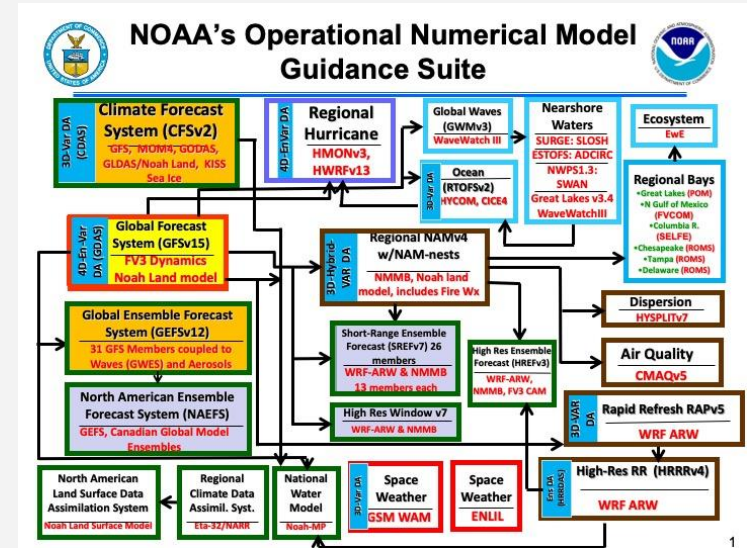 NOAA's Operational Numerical Model
Guidance Suite
DEPARTMENT OF COMMERCE
UNITED STATES OF AMERICA
NOAA
3D-Var DA
(CDAS)
Climate Forecast
System (CFSv2)
GFS, MOM4, GODAS,
GLDAS/Noah Land, KISS
Sea Ice
4D-EnVar DA
Regional
Hurricane
HMONv3,
HWRFv13
Global Waves
(GWMv3)
WaveWatch III
3D-Var DA
Ocean
(RTOFSv2)
HYCOM, CICE4
Nearshore
Waters
SURGE: SLOSH
ESTOFS: ADCIRC
NWPS1.3:
SWAN
Great Lakes v3.4
WaveWatchIII
Ecosystem
EwE
Regional Bays
•Great Lakes (POM)
•N Gulf of Mexico
(FVCOM)
•Columbia R.
(SELFE)
•Chesapeake (ROMS)
•Tampa (ROMS)
•Delaware (ROMS)
4D-En-Var
DA (GDAS)
Global Forecast
System (GFSv15)
FV3 Dynamics
Noah Land model
3D-Hybrid-
VAR DA
Regional NAMv4
w/NAM-nests
NMMB, Noah land
model, includes Fire Wx
Global Ensemble Forecast
System (GEFSv12)
31 GFS Members coupled to
Waves (GWES) and Aerosols
North American Ensemble
Forecast System (NAEFS)
GEFS, Canadian Global Model
Ensembles
Short-Range Ensemble
Forecast (SREFv7) 26
members
WRF-ARW & NMMB
13 members each
High Res Window v7
WRF-ARW & NMMB
High Res Ensemble
Forecast (HREFv3)
WRF-ARW,
NMMB, FV3 CAM
Dispersion
HYSPLITv7
Air Quality
CMAQv5
3D-VAR
DA
Rapid Refresh RAPv5
WRF ARW
Ens DA
(HRRDAS)
High-Res RR (HRRRv4)
WRF ARW
North American
Land Surface Data
Assimilation System
Noah Land Surface Model
Regional
Climate Data
Assimil. Syst.
Eta-32/NARR
National
Water
Model
Noah-MP
3D-Var DA
Space
Weather
GSM WAM
Space
Weather
ENLIL
1